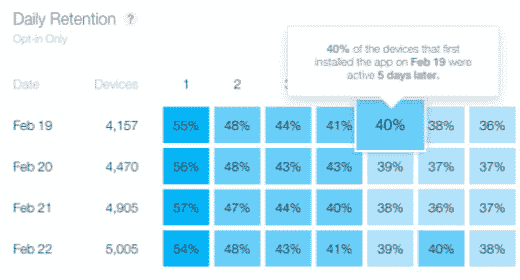 Daily Retention ?
Opt-in Only
40% of the devices that first
installed the app on Feb 19 were
active 5 days later.
Date Devices 1 2
Feb 19 4,157 55% 48% 44% 41% 40% 38% 36%
Feb 20 4,470 56% 48% 43% 43% 39% 37% 37%
Feb 21 4,905 57% 47% 44% 40% 38% 36% 37%
Feb 22 5,005 54% 48% 43% 41% 39% 40% 38%